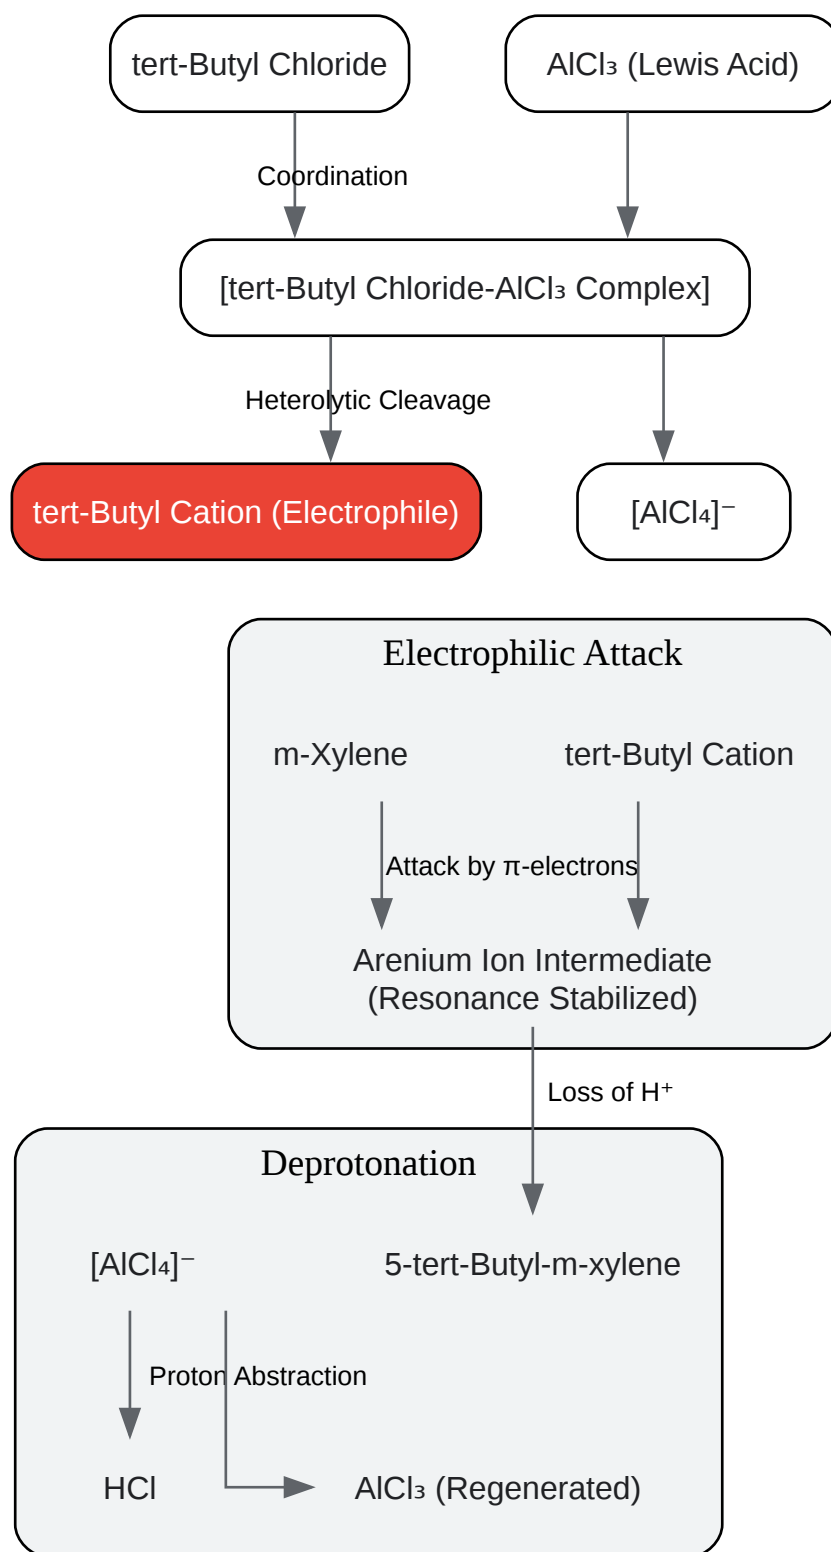 tert-Butyl Chloride
AlCl₃ (Lewis Acid)
Coordination
[tert-Butyl Chloride-AlCl₃ Complex]
Heterolytic Cleavage
tert-Butyl Cation (Electrophile)
[AlCl₄]⁻
Electrophilic Attack
m-Xylene
tert-Butyl Cation
Attack by π-electrons
Arenium Ion Intermediate
(Resonance Stabilized)
Loss of H⁺
Deprotonation
[AlCl₄]⁻
5-tert-Butyl-m-xylene
Proton Abstraction
HCl
AlCl₃ (Regenerated)